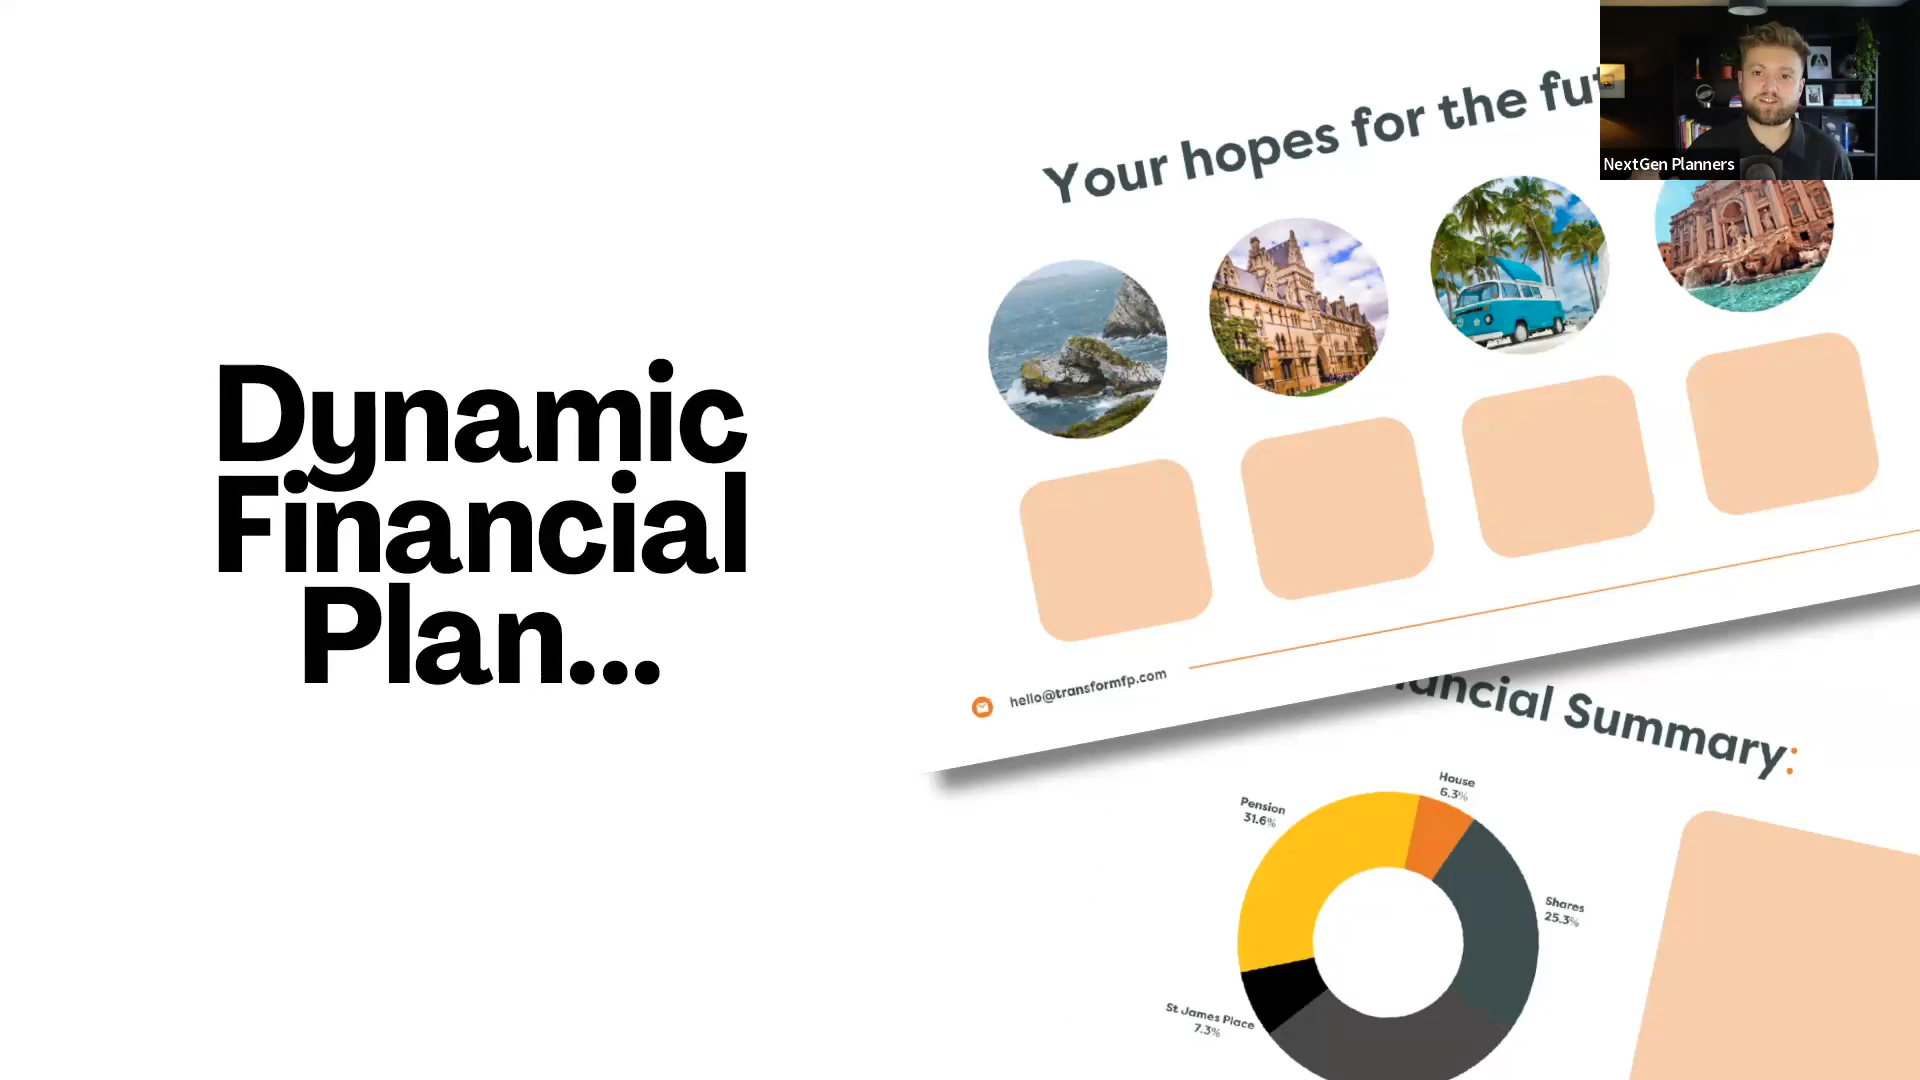 Dynamic
Financial
Plan...
Your hopes for the fut
NextGen Planners
hello@transformfp.com
ancial Summary:
House
6.3%
Pension
31.6%
Shares
25.3%
St James Place
7.3%